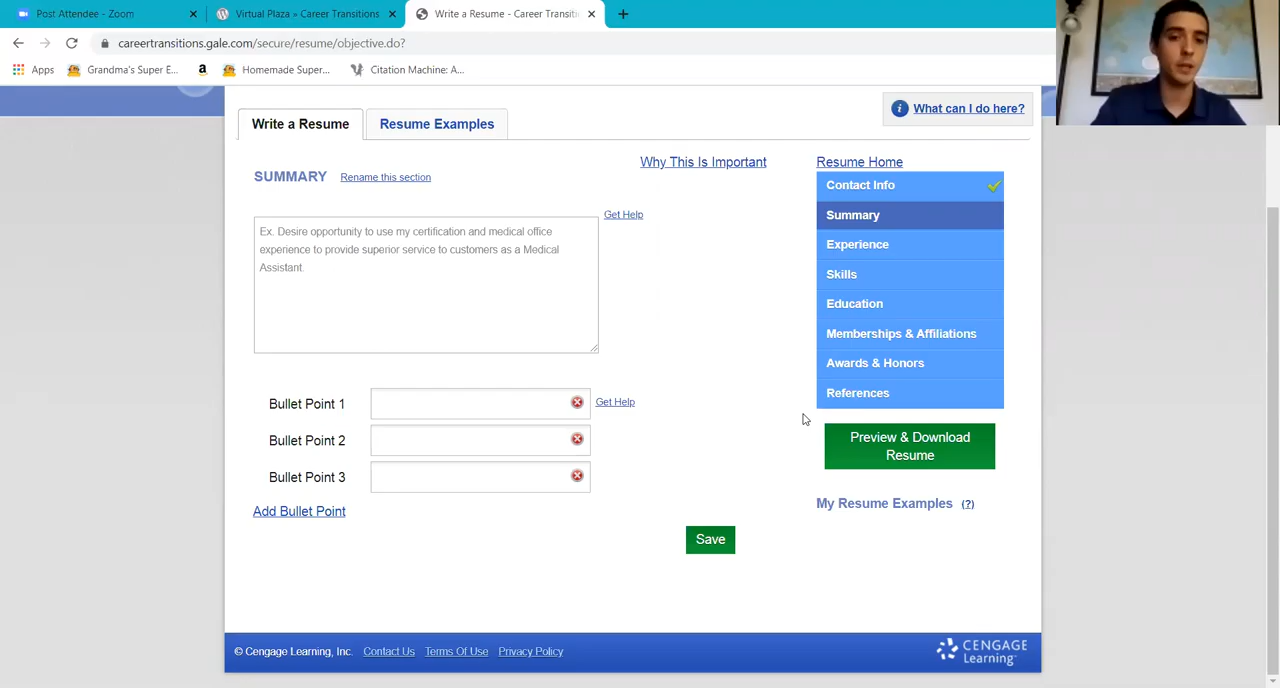 Post Attendee - Zoom
Virtual Plaza » Career Transitions
Write a Resume - Career Transiti
careertransitions.gale.com/secure/resume/objective.do?
Apps
Grandma's Super E...
Homemade Super...
Citation Machine: A...
Write a Resume
Resume Examples
i What can I do here?
SUMMARY
Rename this section
Why This Is Important
Resume Home
Get Help
Ex. Desire opportunity to use my certification and medical office
experience to provide superior service to customers as a Medical
Assistant.
Contact Info
Summary
Experience
Skills
Education
Memberships & Affiliations
Awards & Honors
References
Bullet Point 1
Get Help
Bullet Point 2
Bullet Point 3
Add Bullet Point
Preview & Download
Resume
My Resume Examples (?)
Save
© Cengage Learning, Inc. Contact Us Terms Of Use Privacy Policy
CENGAGE
Learning™